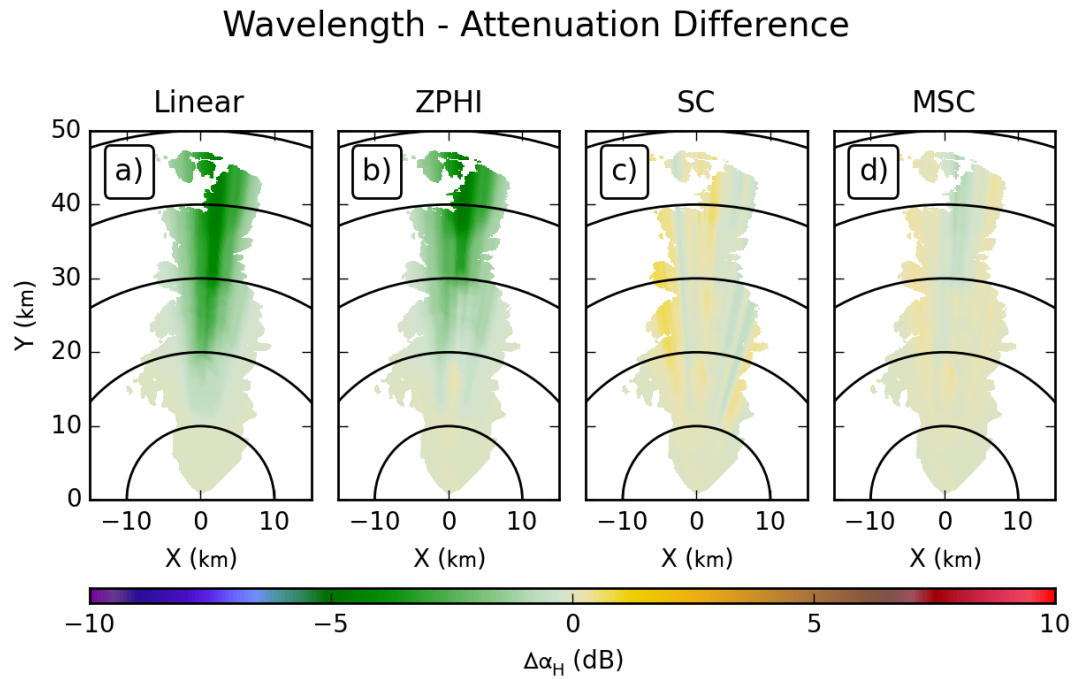 Wavelength - Attenuation Difference
Linear ZPHI SC MSC
a) b) c) d)
50
40
30
20
10
0
Y (km)
−10 0 10 −10 0 10 −10 0 10 −10 0 10
X (km) X (km) X (km) X (km)
−10 −5 0 5 10
Δα_H (dB)